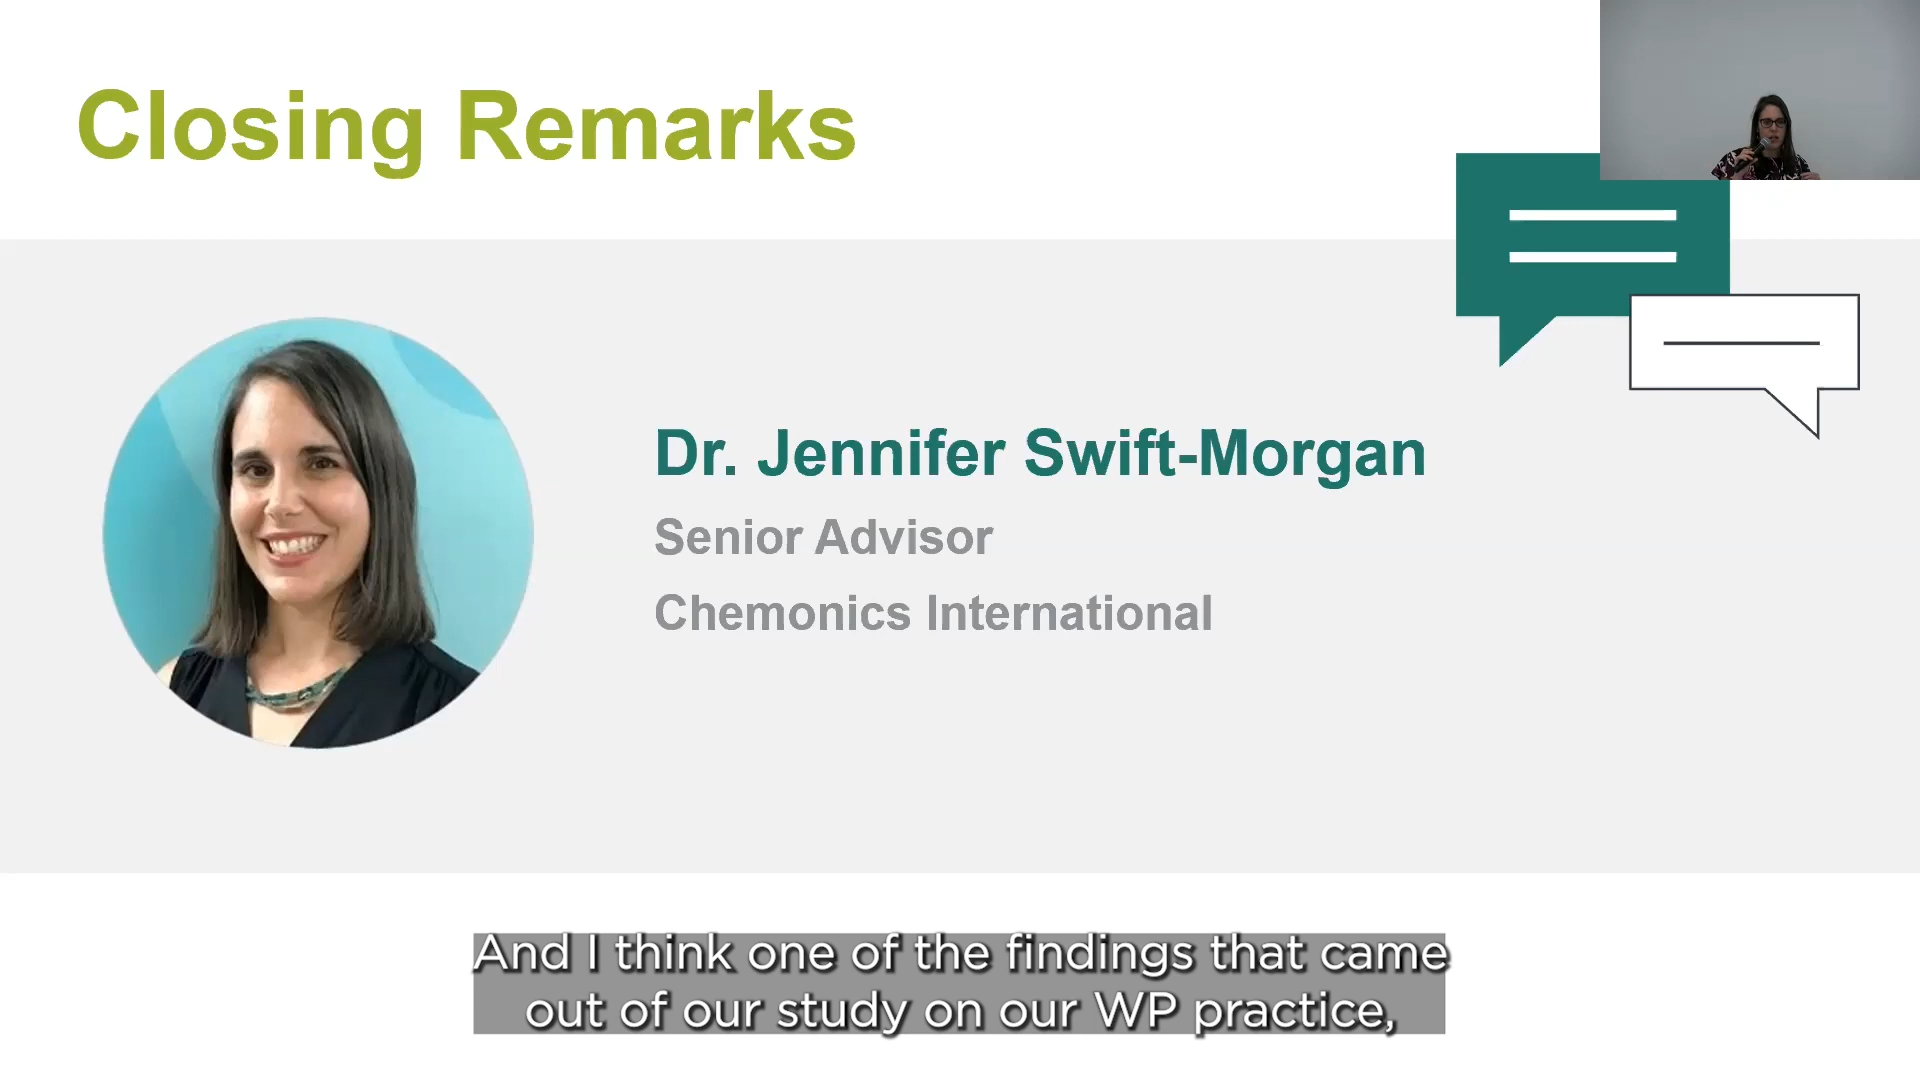 Closing Remarks
Dr. Jennifer Swift-Morgan
Senior Advisor
Chemonics International
And I think one of the findings that came
out of our study on our WP practice,